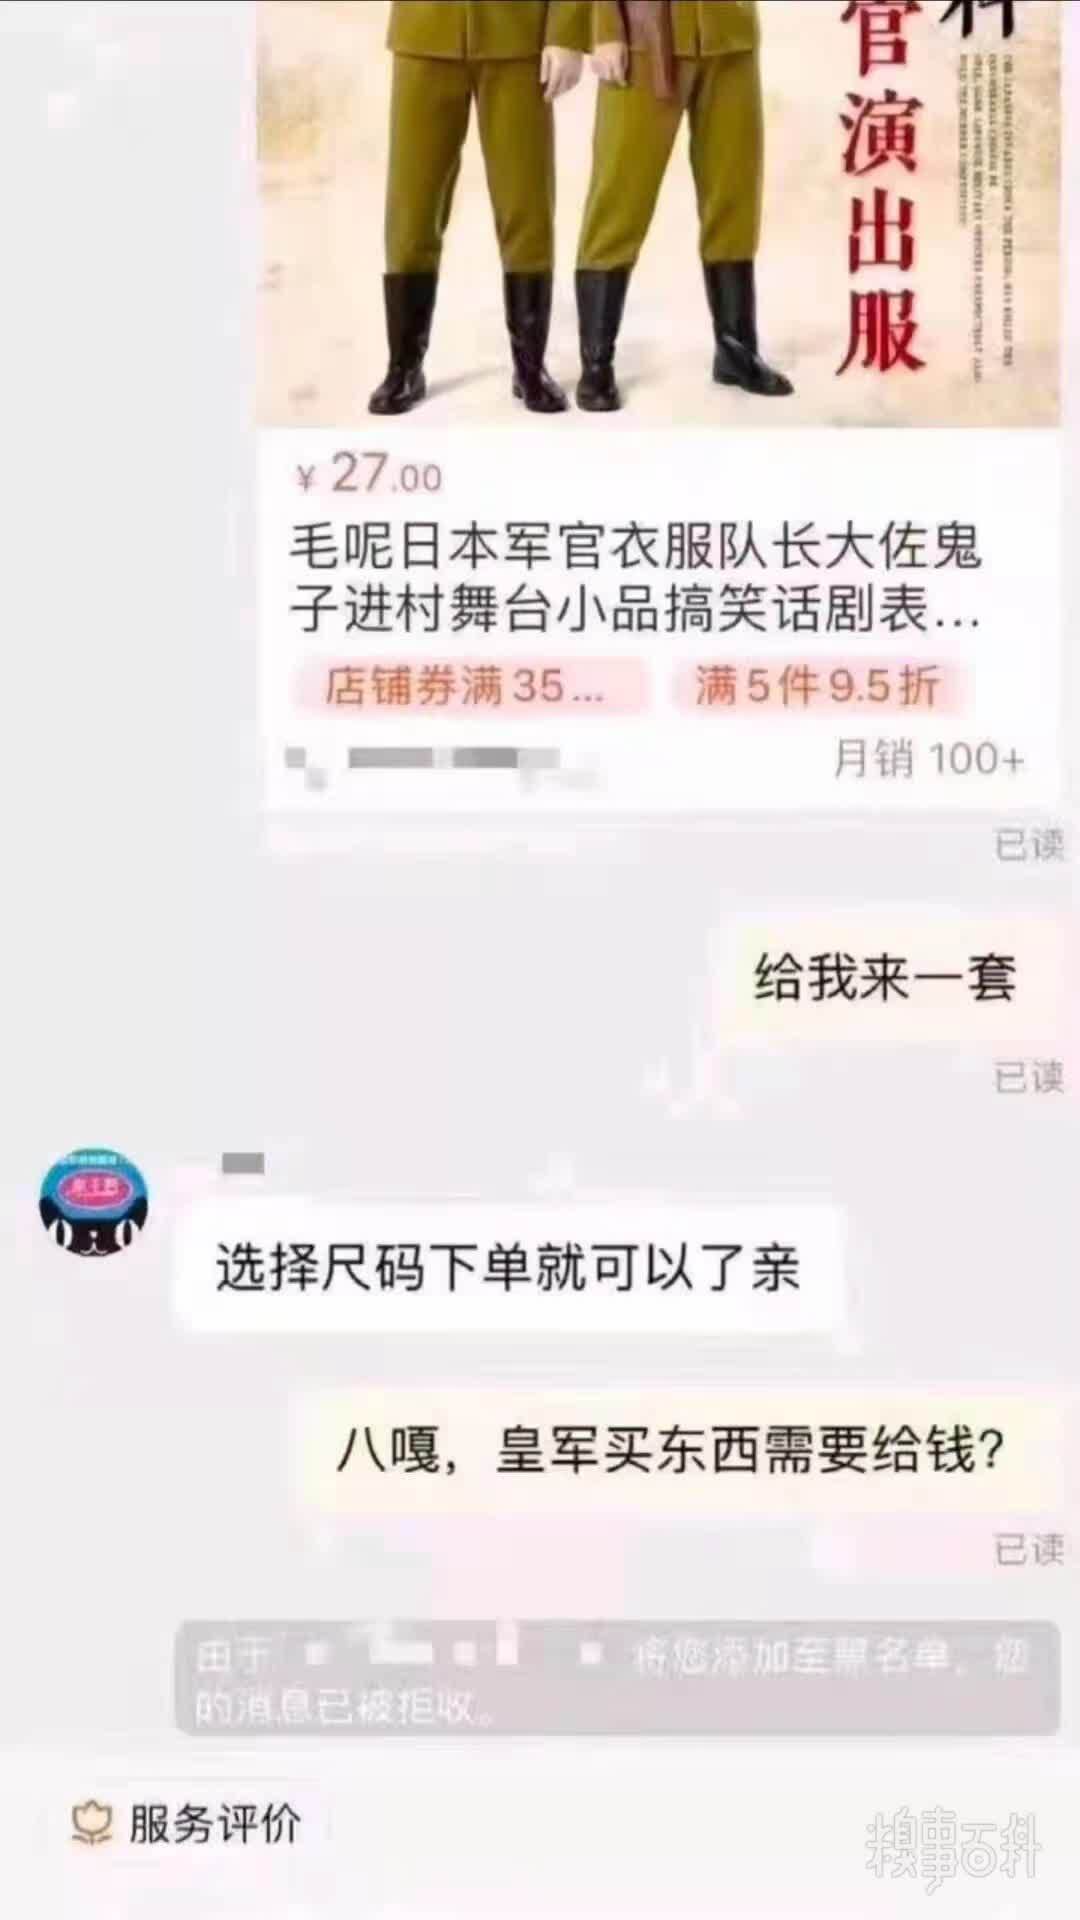 官演出服
¥ 27.00
毛呢日本军官衣服队长大佐鬼
子进村舞台小品搞笑话剧表...
店铺券满35...
满5件9.5折
月销 100+
已读
给我来一套
已读
选择尺码下单就可以了亲
八嘎，皇军买东西需要给钱?
已读
由于
将您添加至黑名单，您
的消息已被拒收。
服务评价
糗事百科